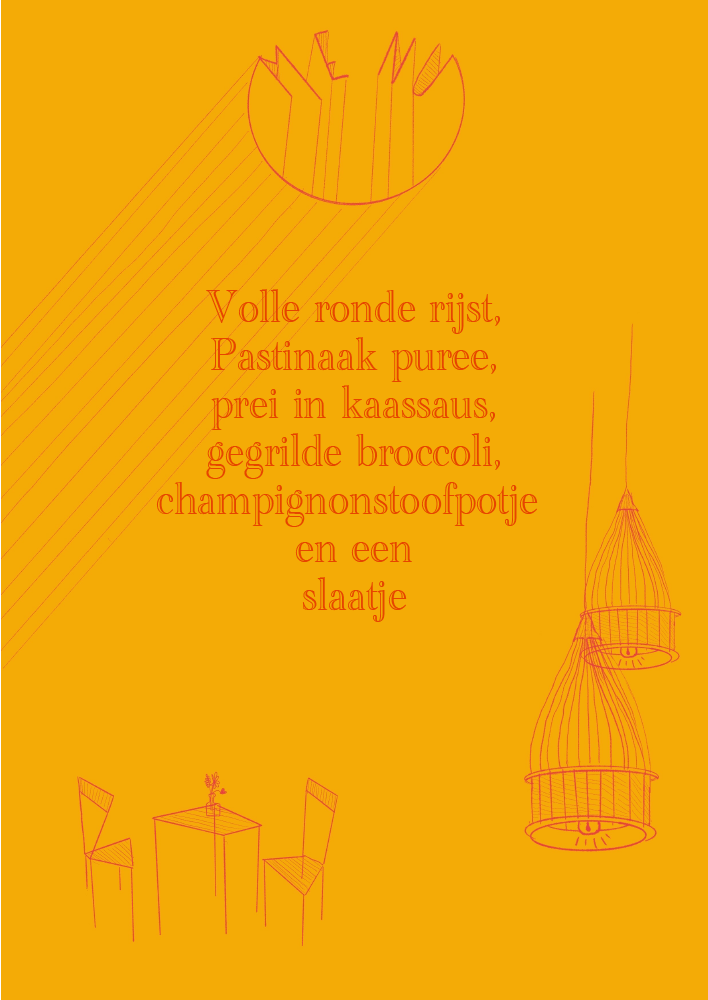 Volle ronde rijst,
Pastinaak puree,
prei in kaassaus,
gegrilde broccoli,
champignonstoofpotje
en een
slaatje